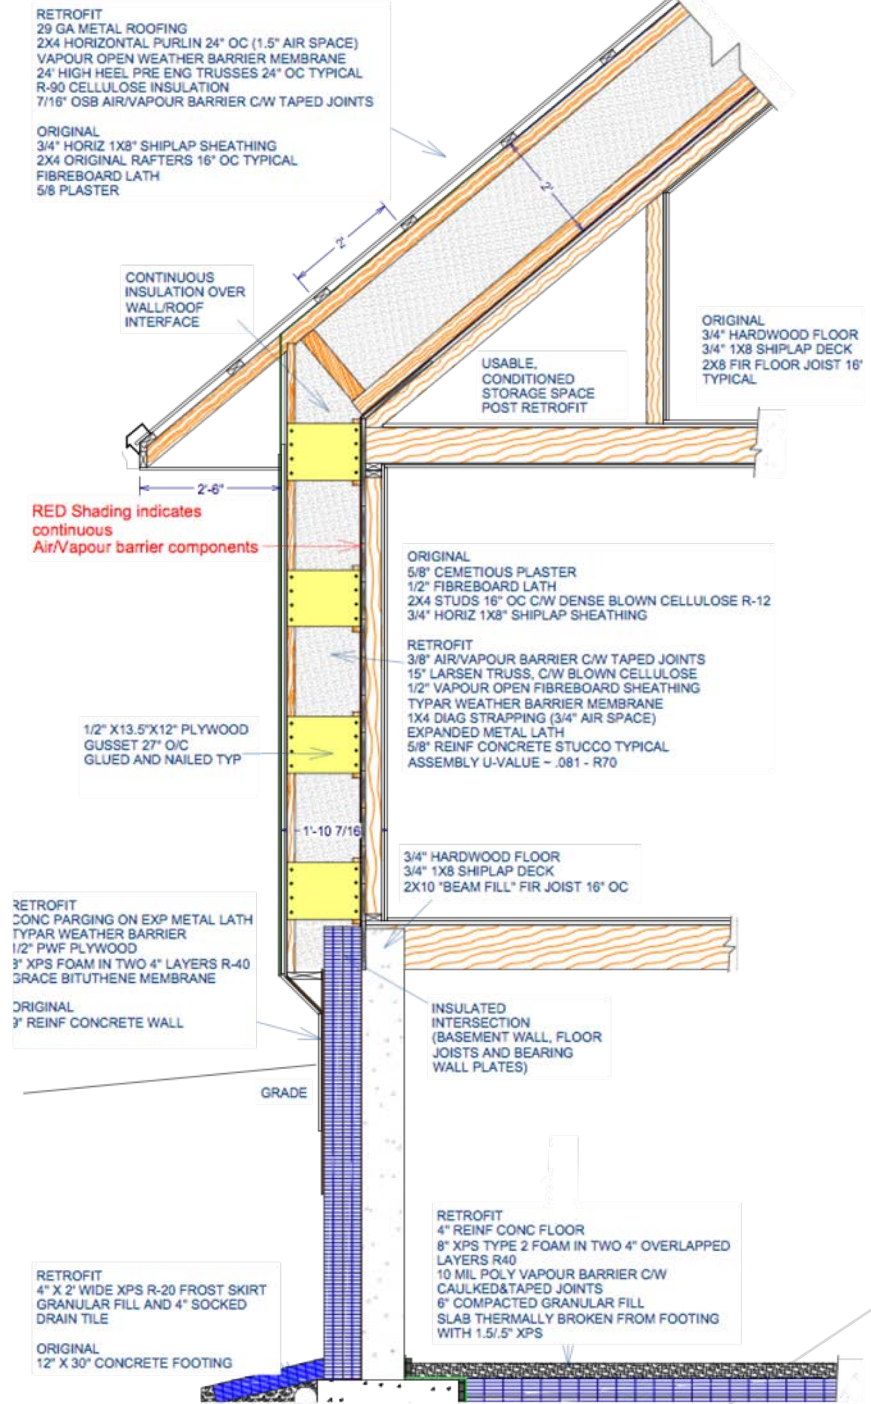 RETROFIT
29 GA METAL ROOFING
2X4 HORIZONTAL PURLIN 24" OC (1.5" AIR SPACE)
VAPOUR OPEN WEATHER BARRIER MEMBRANE
24' HIGH HEEL PRE ENG TRUSSES 24" OC TYPICAL
R-90 CELLULOSE INSULATION
7/16" OSB AIR/VAPOUR BARRIER C/W TAPED JOINTS
ORIGINAL
3/4" HORIZ 1X8" SHIPLAP SHEATHING
2X4 ORIGINAL RAFTERS 16" OC TYPICAL
FIBREBOARD LATH
5/8 PLASTER
2'
2'
CONTINUOUS
INSULATION OVER
WALL/ROOF
INTERFACE
ORIGINAL
3/4" HARDWOOD FLOOR
3/4" 1X8 SHIPLAP DECK
2X8 FIR FLOOR JOIST 16'
TYPICAL
USABLE,
CONDITIONED
STORAGE SPACE
POST RETROFIT
2'-6"
RED Shading indicates
continuous
Air/Vapour barrier components
ORIGINAL
5/8" CEMETIOUS PLASTER
1/2" FIBREBOARD LATH
2X4 STUDS 16" OC C/W DENSE BLOWN CELLULOSE R-12
3/4" HORIZ 1X8" SHIPLAP SHEATHING
RETROFIT
3/8" AIR/VAPOUR BARRIER C/W TAPED JOINTS
15" LARSEN TRUSS, C/W BLOWN CELLULOSE
1/2" VAPOUR OPEN FIBREBOARD SHEATHING
TYPAR WEATHER BARRIER MEMBRANE
1X4 DIAG STRAPPING (3/4" AIR SPACE)
EXPANDED METAL LATH
5/8" REINF CONCRETE STUCCO TYPICAL
ASSEMBLY U-VALUE ~ .081 - R70
1/2" X13.5"X12" PLYWOOD
GUSSET 27" O/C
GLUED AND NAILED TYP
1'-10 7/16
3/4" HARDWOOD FLOOR
3/4" 1X8 SHIPLAP DECK
2X10 "BEAM FILL" FIR JOIST 16" OC
RETROFIT
CONC PARGING ON EXP METAL LATH
TYPAR WEATHER BARRIER
1/2" PWF PLYWOOD
8" XPS FOAM IN TWO 4" LAYERS R-40
GRACE BITUTHENE MEMBRANE
ORIGINAL
9" REINF CONCRETE WALL
INSULATED
INTERSECTION
(BASEMENT WALL, FLOOR
JOISTS AND BEARING
WALL PLATES)
GRADE
RETROFIT
4" REINF CONC FLOOR
8" XPS TYPE 2 FOAM IN TWO 4" OVERLAPPED
LAYERS R40
10 MIL POLY VAPOUR BARRIER C/W
CAULKED&TAPED JOINTS
6" COMPACTED GRANULAR FILL
SLAB THERMALLY BROKEN FROM FOOTING
WITH 1.5/.5" XPS
RETROFIT
4" X 2' WIDE XPS R-20 FROST SKIRT
GRANULAR FILL AND 4" SOCKED
DRAIN TILE
ORIGINAL
12" X 30" CONCRETE FOOTING